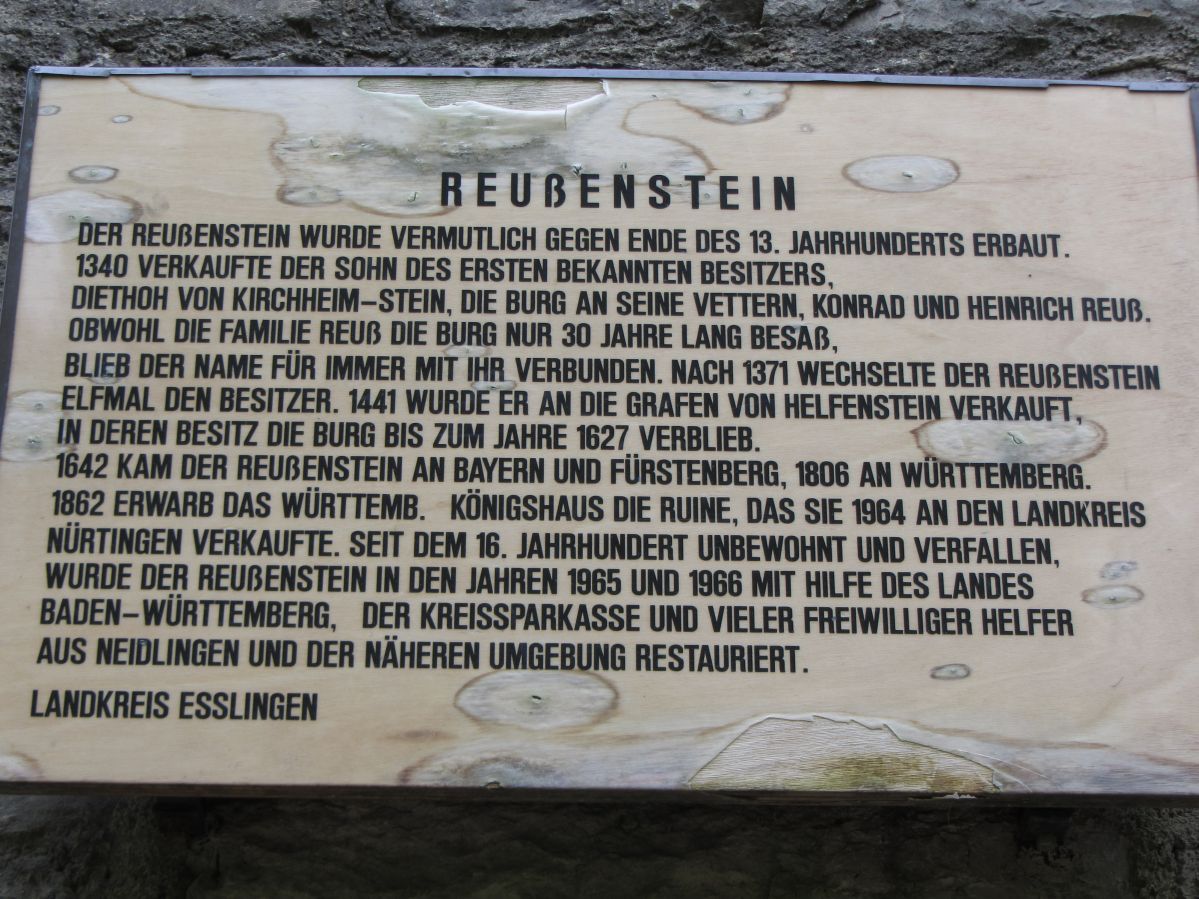 REUßENSTEIN
DER REUßENSTEIN WURDE VERMUTLICH GEGEN ENDE DES 13. JAHRHUNDERTS ERBAUT.
1340 VERKAUFTE DER SOHN DES ERSTEN BEKANNTEN BESITZERS,
DIETHOH VON KIRCHHEIM-STEIN, DIE BURG AN SEINE VETTERN, KONRAD UND HEINRICH REUß.
OBWOHL DIE FAMILIE REUß DIE BURG NUR 30 JAHRE LANG BESAß,
BLIEB DER NAME FÜR IMMER MIT IHR VERBUNDEN. NACH 1371 WECHSELTE DER REUßENSTEIN
ELFMAL DEN BESITZER. 1441 WURDE ER AN DIE GRAFEN VON HELFENSTEIN VERKAUFT,
IN DEREN BESITZ DIE BURG BIS ZUM JAHRE 1627 VERBLIEB.
1642 KAM DER REUßENSTEIN AN BAYERN UND FÜRSTENBERG, 1806 AN WÜRTTEMBERG.
1862 ERWARB DAS WÜRTTEMB. KÖNIGSHAUS DIE RUINE, DAS SIE 1964 AN DEN LANDKREIS
NÜRTINGEN VERKAUFTE. SEIT DEM 16. JAHRHUNDERT UNBEWOHNT UND VERFALLEN,
WURDE DER REUßENSTEIN IN DEN JAHREN 1965 UND 1966 MIT HILFE DES LANDES
BADEN-WÜRTTEMBERG, DER KREISSPARKASSE UND VIELER FREIWILLIGER HELFER
AUS NEIDLINGEN UND DER NÄHEREN UMGEBUNG RESTAURIERT.
LANDKREIS ESSLINGEN